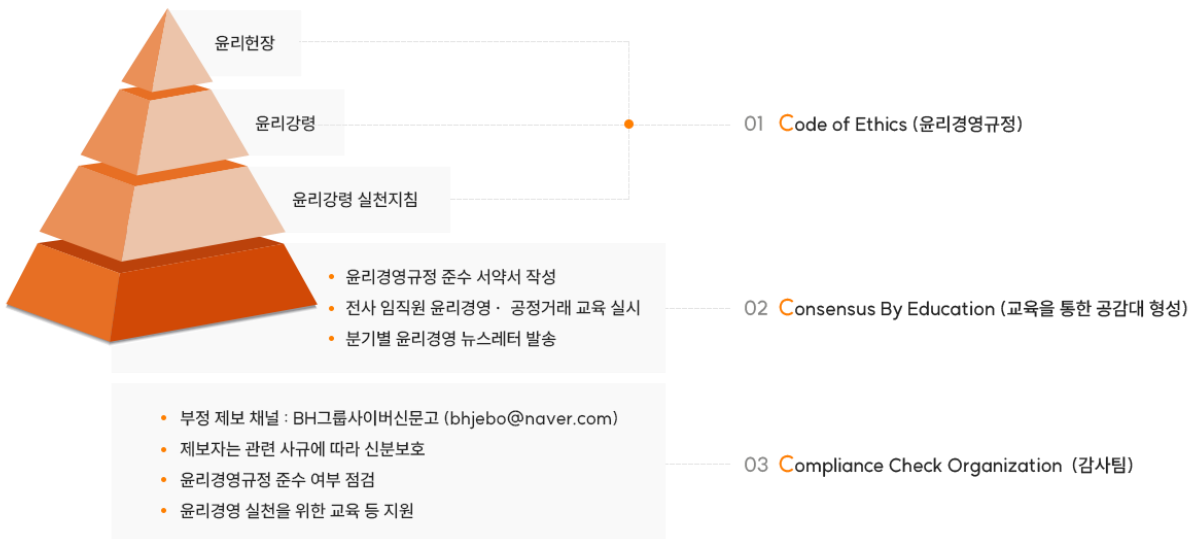 윤리헌장
윤리강령
01 Code of Ethics (윤리경영규정)
윤리강령 실천지침
• 윤리경영규정 준수 서약서 작성
• 전사 임직원 윤리경영 · 공정거래 교육 실시
• 분기별 윤리경영 뉴스레터 발송
02 Consensus By Education (교육을 통한 공감대 형성)
• 부정 제보 채널 : BH그룹사이버신문고 (bhjebo@naver.com)
• 제보자는 관련 사규에 따라 신분보호
• 윤리경영규정 준수 여부 점검
• 윤리경영 실천을 위한 교육 등 지원
03 Compliance Check Organization (감사팀)